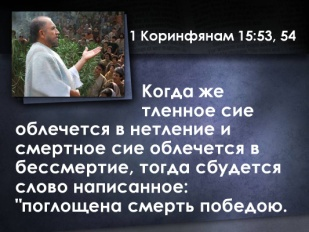 1 Коринфянам 15:53, 54
Когда же
тленное сие
облечется в нетление и
смертное сие облечется в
бессмертие, тогда сбудется
слово написанное:
"поглощена смерть победою.